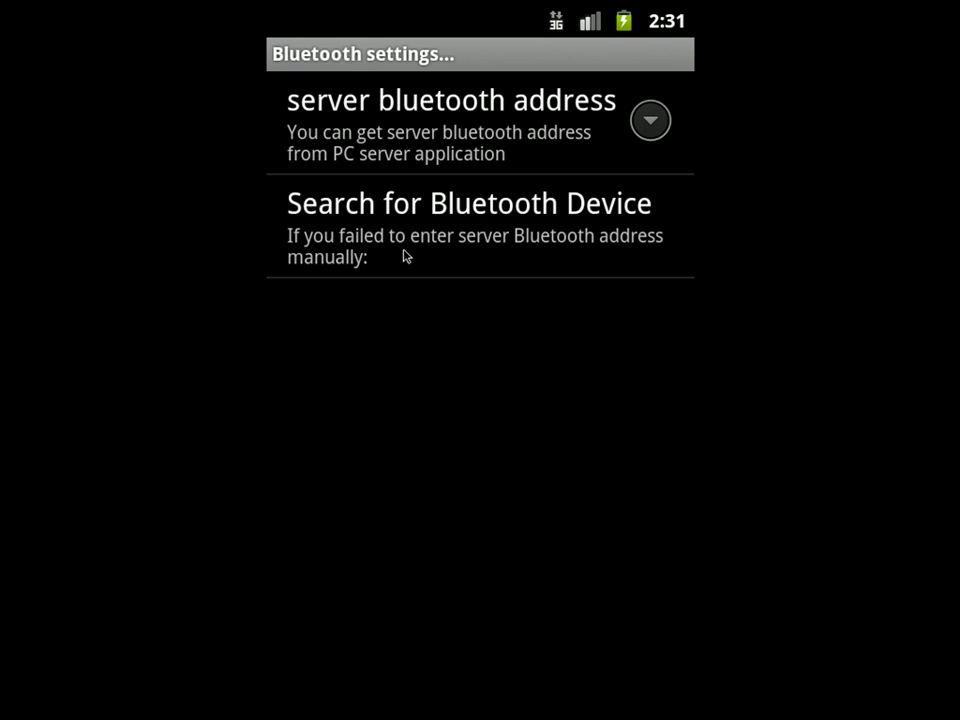 3G 2:31
Bluetooth settings...
server bluetooth address
You can get server bluetooth address
from PC server application
Search for Bluetooth Device
If you failed to enter server Bluetooth address
manually: